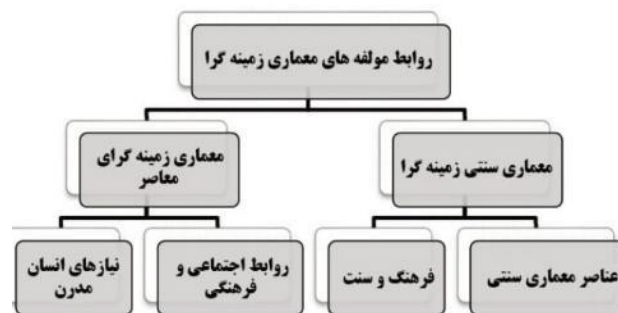 روابط مولفه های معماری زمینه گرا
معماری سنتی زمینه گرا
معماری زمینه گرای
معاصر
عناصر معماری سنتی
فرهنگ و سنت
روابط اجتماعی و
فرهنگی
نیازهای انسان
مدرن